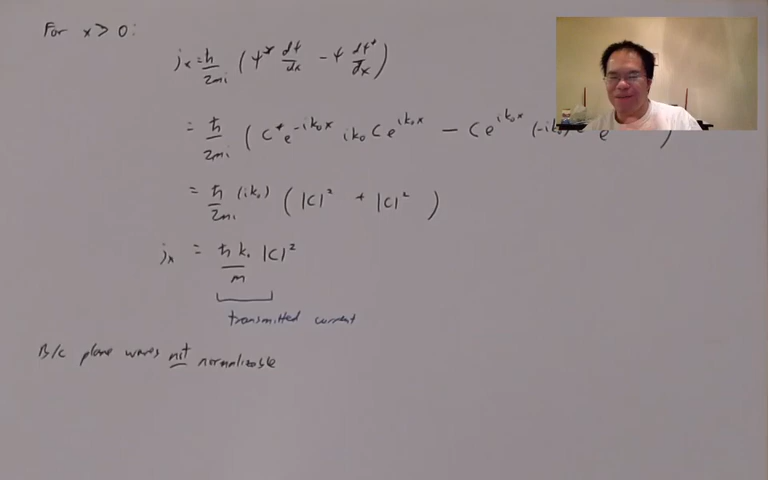 For x > 0:
jx = ħ/2mi (ψ* dψ/dx - ψ dψ*/dx)
= ħ/2mi (C* e^-ik₀x ik₀ C e^ik₀x - C e^ik₀x (-ik₀) e )
= ħ/2mi (ik₀) (|C|² + |C|²)
jx = ħk₀/m |C|²
transmitted current
B/c plane waves not normalizable